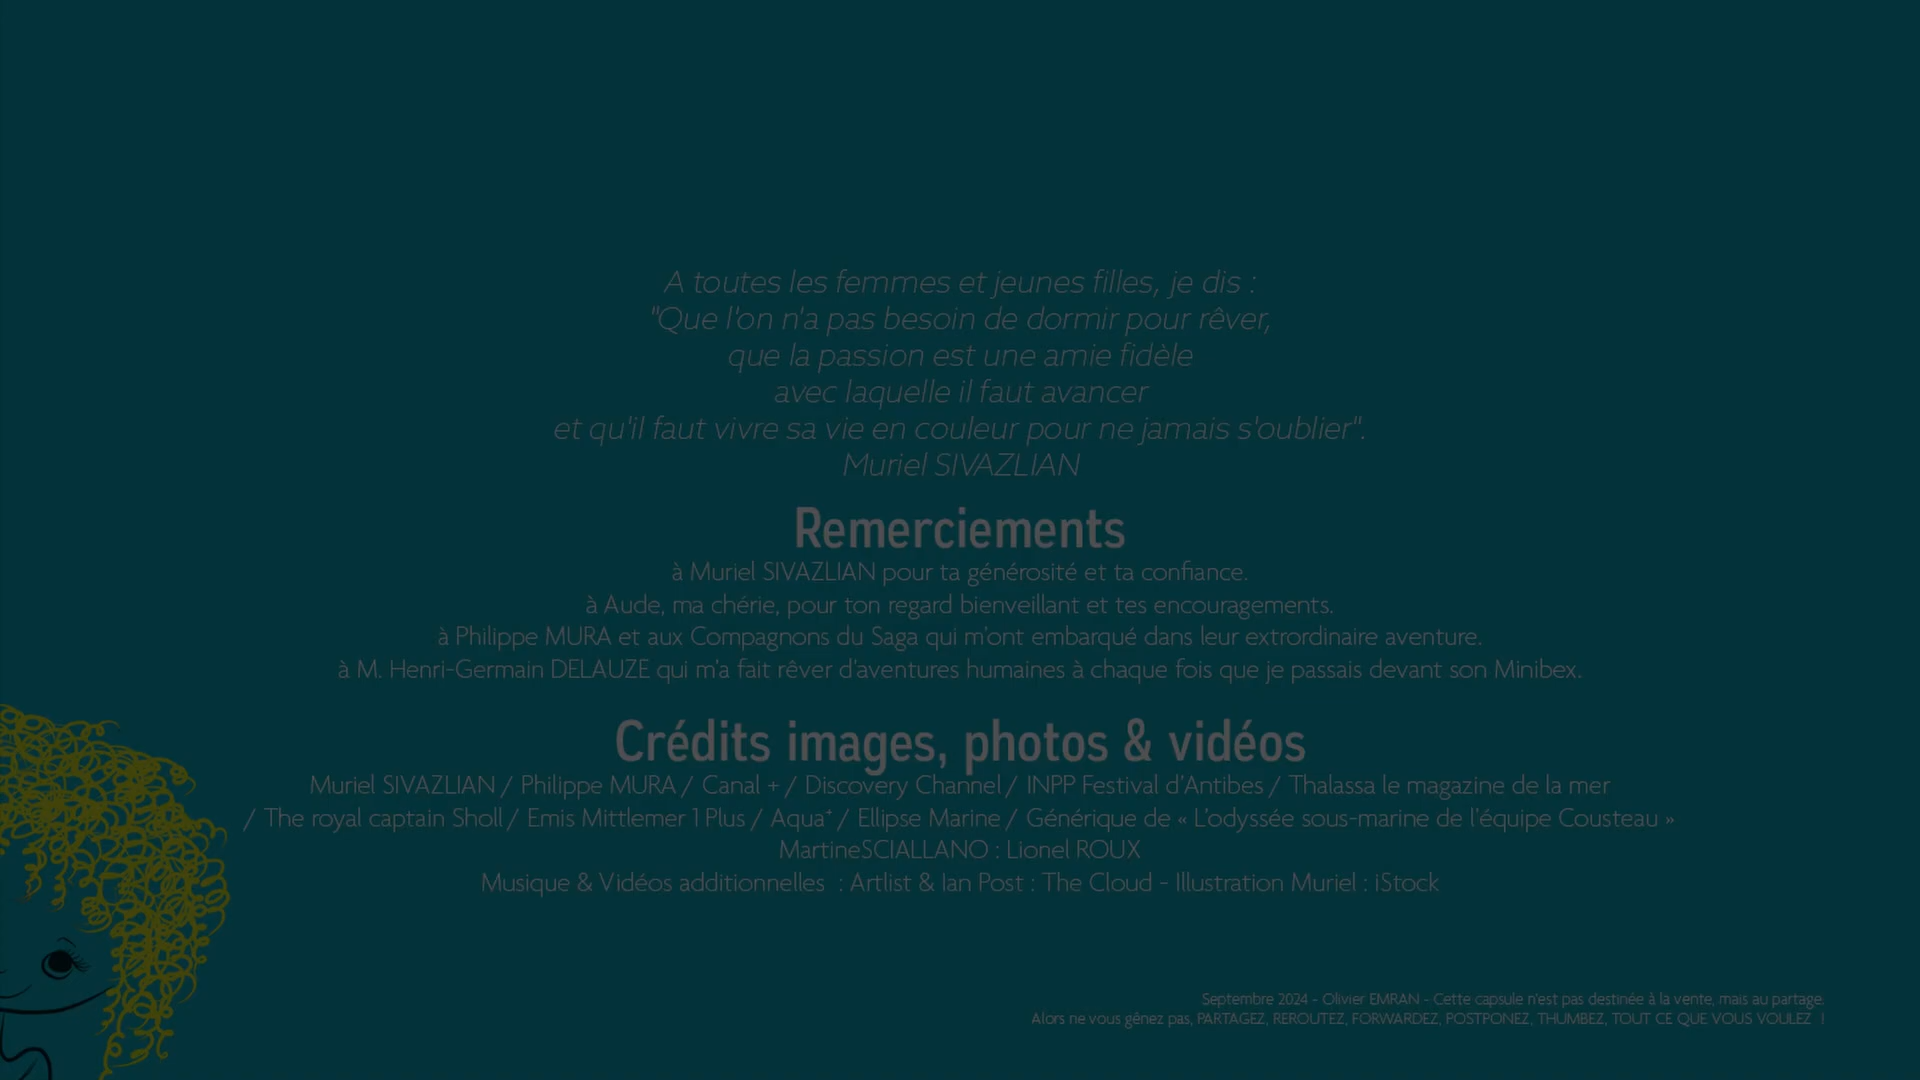 A toutes les femmes et jeunes filles, je dis :
"Que l'on n'a pas besoin de dormir pour rêver,
que la passion est une amie fidèle
avec laquelle il faut avancer
et qu'il faut vivre sa vie en couleur pour ne jamais s'oublier".
Muriel SIVAZLIAN
Remerciements
à Muriel SIVAZLIAN pour ta générosité et ta confiance.
à Aude, ma chérie, pour ton regard bienveillant et tes encouragements.
à Philippe MURA et aux Compagnons du Saga qui m'ont embarqué dans leur extrordinaire aventure.
à M. Henri-Germain DELAUZE qui m'a fait rêver d'aventures humaines à chaque fois que je passais devant son Minibex.
Crédits images, photos & vidéos
Muriel SIVAZLIAN / Philippe MURA / Canal + / Discovery Channel / INPP Festival d'Antibes / Thalassa le magazine de la mer
/ The royal captain Sholl / Emis Mittlemer 1 Plus / Aqua⁺ / Ellipse Marine / Générique de « L'odyssée sous-marine de l'équipe Cousteau »
MartineSCIALLANO : Lionel ROUX
Musique & Vidéos additionnelles : Artlist & Ian Post : The Cloud - Illustration Muriel : iStock
Septembre 2024 - Olivier EMRAN - Cette capsule n'est pas destinée à la vente, mais au partage.
Alors ne vous gênez pas, PARTAGEZ, REROUTEZ, FORWARDEZ, POSTPONEZ, THUMBEZ, TOUT CE QUE VOUS VOULEZ !